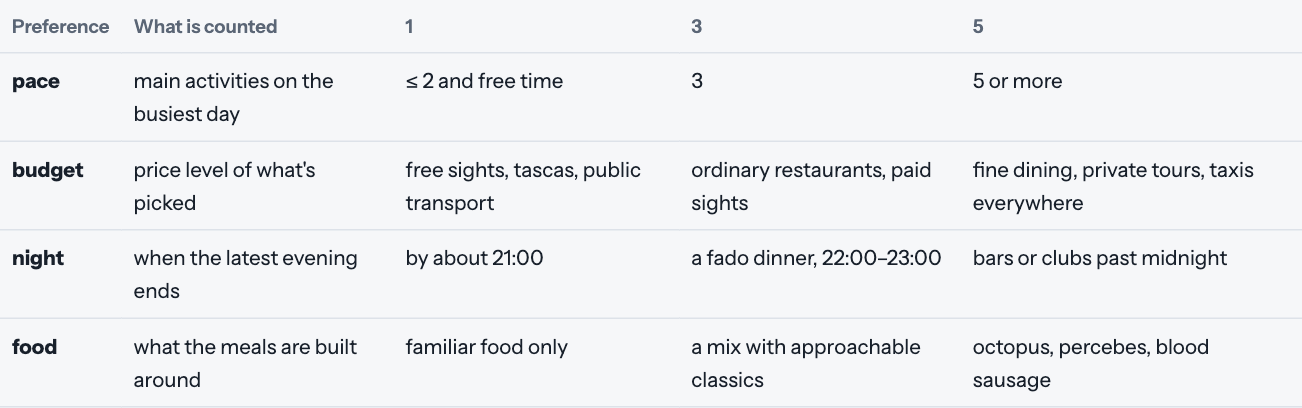 Preference What is counted 1 3 5
pace main activities on the ≤ 2 and free time 3 5 or more
busiest day
budget price level of what's free sights, tascas, public ordinary restaurants, paid fine dining, private tours, taxis
picked transport sights everywhere
night when the latest evening by about 21:00 a fado dinner, 22:00–23:00 bars or clubs past midnight
ends
food what the meals are built familiar food only a mix with approachable octopus, percebes, blood
around classics sausage